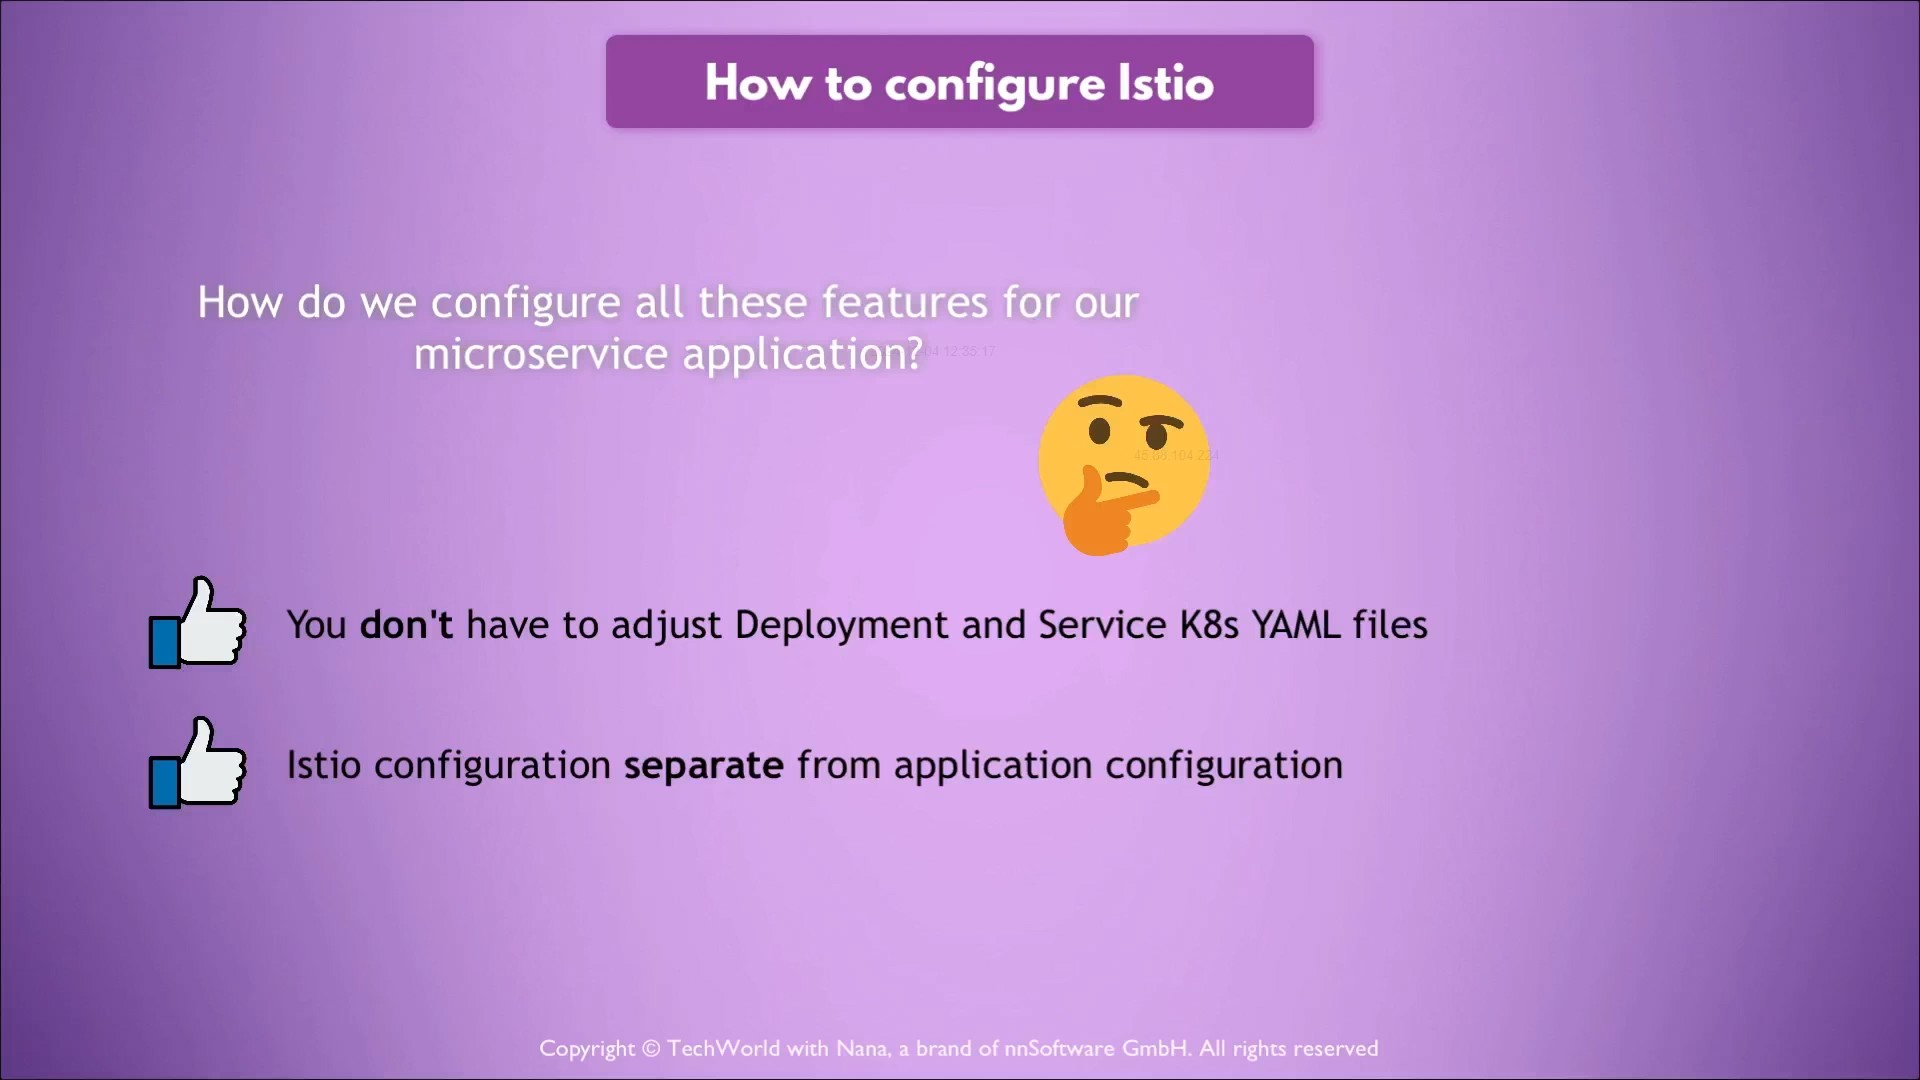 How to configure Istio
How do we configure all these features for our
microservice application?
You don't have to adjust Deployment and Service K8s YAML files
Istio configuration separate from application configuration
Copyright © TechWorld with Nana, a brand of nnSoftware GmbH. All rights reserved